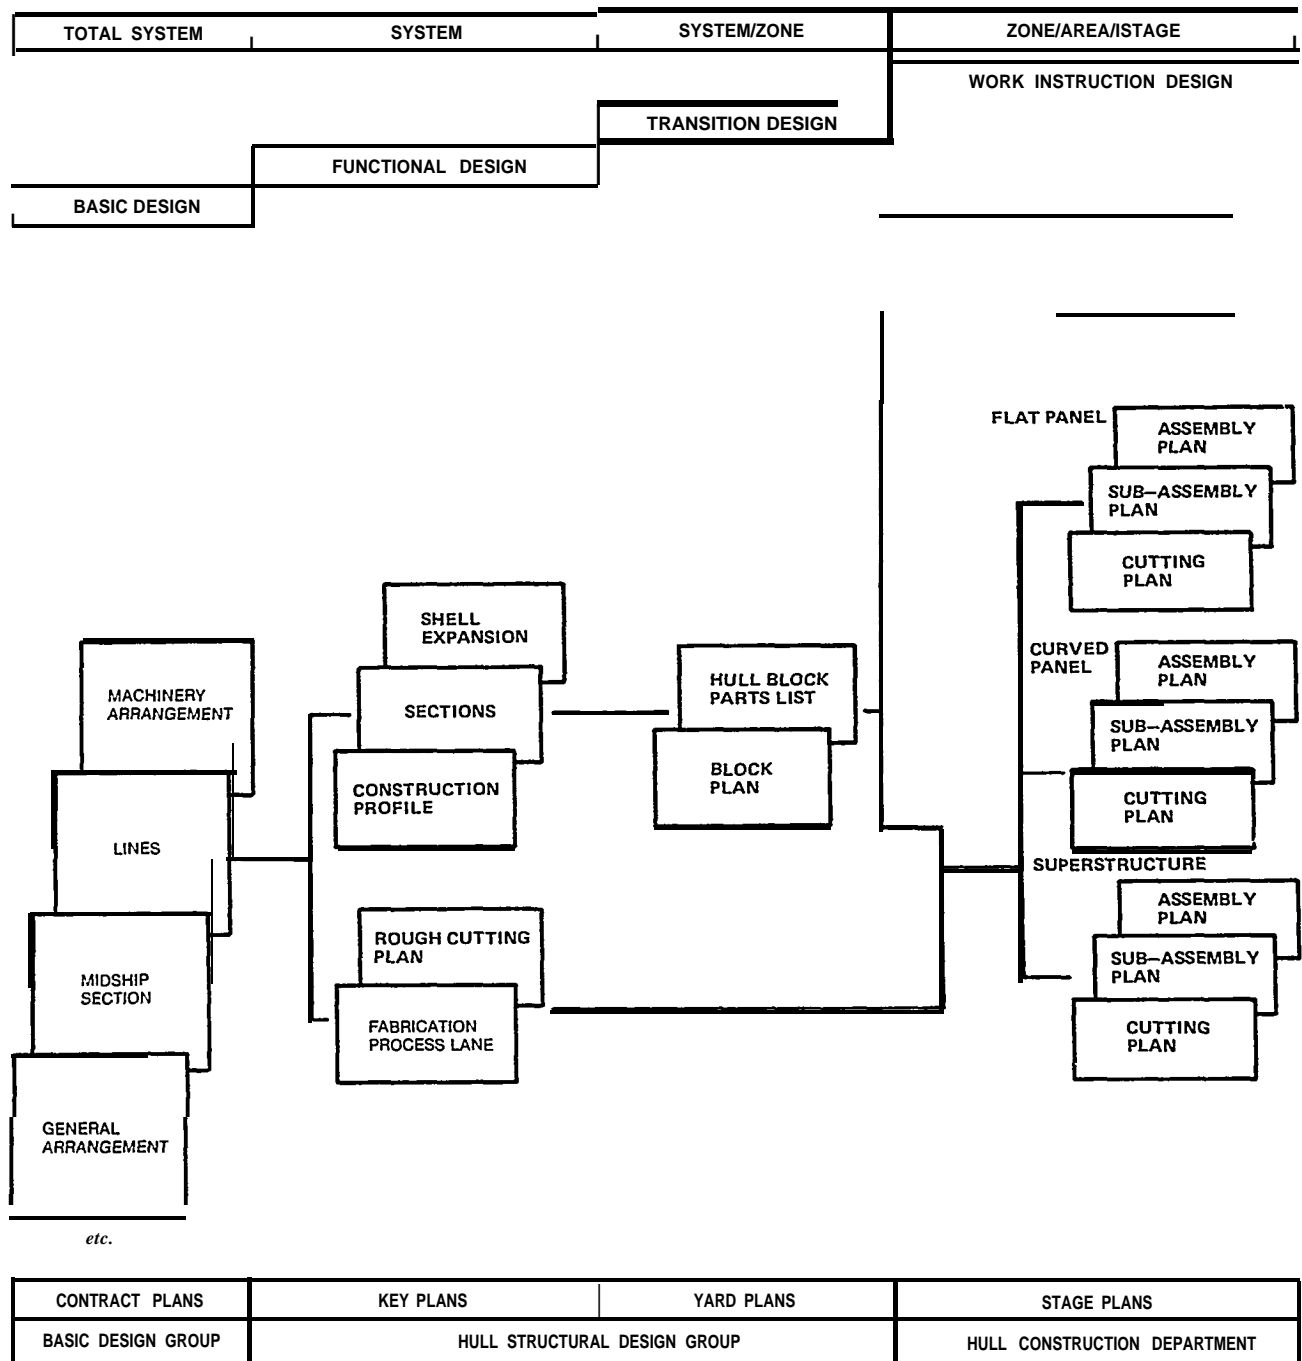 TOTAL SYSTEM
SYSTEM
SYSTEM/ZONE
ZONE/AREA/ISTAGE
WORK INSTRUCTION DESIGN
TRANSITION DESIGN
FUNCTIONAL DESIGN
BASIC DESIGN
MACHINERY
ARRANGEMENT
LINES
MIDSHIP
SECTION
GENERAL
ARRANGEMENT
etc.
SHELL
EXPANSION
SECTIONS
CONSTRUCTION
PROFILE
ROUGH CUTTING
PLAN
FABRICATION
PROCESS LANE
HULL BLOCK
PARTS LIST
BLOCK
PLAN
FLAT PANEL
ASSEMBLY
PLAN
SUB-ASSEMBLY
PLAN
CUTTING
PLAN
CURVED
PANEL
ASSEMBLY
PLAN
SUB-ASSEMBLY
PLAN
CUTTING
PLAN
SUPERSTRUCTURE
ASSEMBLY
PLAN
SUB-ASSEMBLY
PLAN
CUTTING
PLAN
CONTRACT PLANS
KEY PLANS
YARD PLANS
STAGE PLANS
BASIC DESIGN GROUP
HULL STRUCTURAL DESIGN GROUP
HULL CONSTRUCTION DEPARTMENT